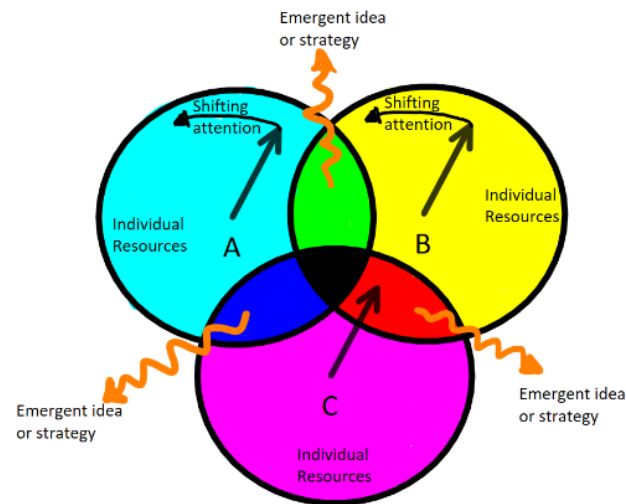 Emergent idea
or strategy
Shifting
attention
Shifting
attention
Individual
Resources
A
B
Individual
Resources
C
Emergent idea
or strategy
Emergent idea
or strategy
Individual
Resources